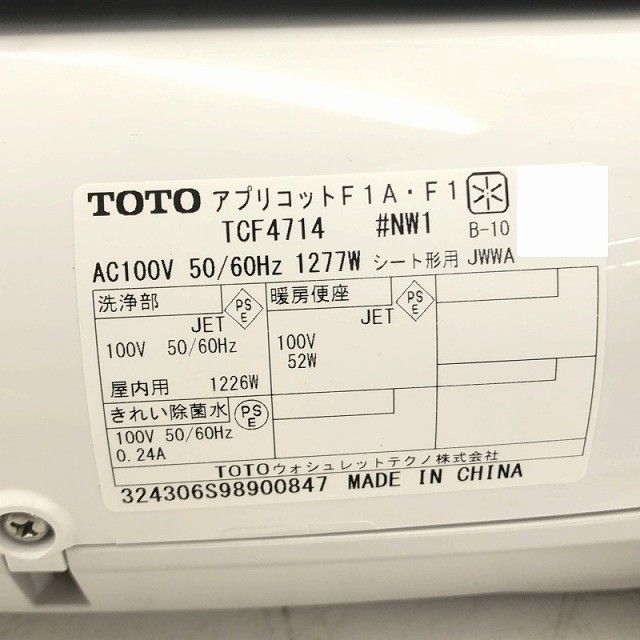 TOTO アプリコットF1A・F1
TCF4714 #NW1 B-10
AC100V 50/60Hz 1277W シート形用 JWWA
洗浄部 PSE 暖房便座 PSE
JET JET
100V 50/60Hz 100V
52W
屋内用 1226W
きれい除菌水 PSE
100V 50/60Hz
0.24A
TOTOウォシュレットテクノ株式会社
324306S98900847 MADE IN CHINA